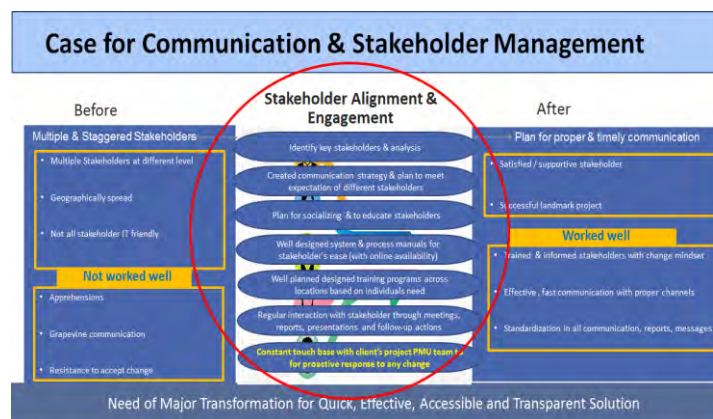 Case for Communication & Stakeholder Management
Before
Multiple & Staggered Stakeholders
• Multiple Stakeholders at different level
• Geographically spread
• Not all stakeholder IT friendly
Not worked well
• Apprehensions
• Grapevine communication
• Resistance to accept change
Stakeholder Alignment &
Engagement
Identify key stakeholders & analysis
Created communication strategy & plan to meet
expectation of different stakeholders
Plan for socializing & to educate stakeholders
Well designed system & process manuals for
stakeholder's ease (with online availability)
Well planned designed training programs across
locations based on individuals need
Regular interaction with stakeholder through meetings,
reports, presentations and follow-up actions
Constant touch base with client's project PMU team to
for proactive response to any change
After
Plan for proper & timely communication
• Satisfied / supportive stakeholder
• Successful landmark project
Worked well
• Trained & informed stakeholders with change mindset
• Effective , fast communication with proper channels
• Standardization in all communication, reports, messages
Need of Major Transformation for Quick, Effective, Accessible and Transparent Solution